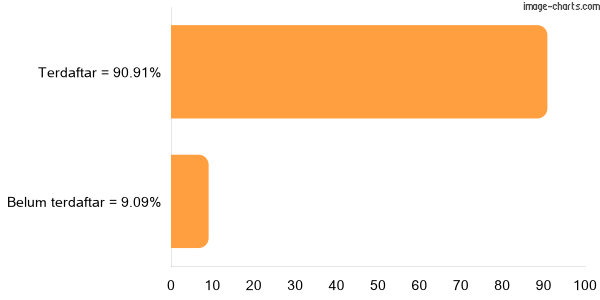 image-charts.com
Terdaftar = 90.91%
Belum terdaftar = 9.09%
0 10 20 30 40 50 60 70 80 90 100